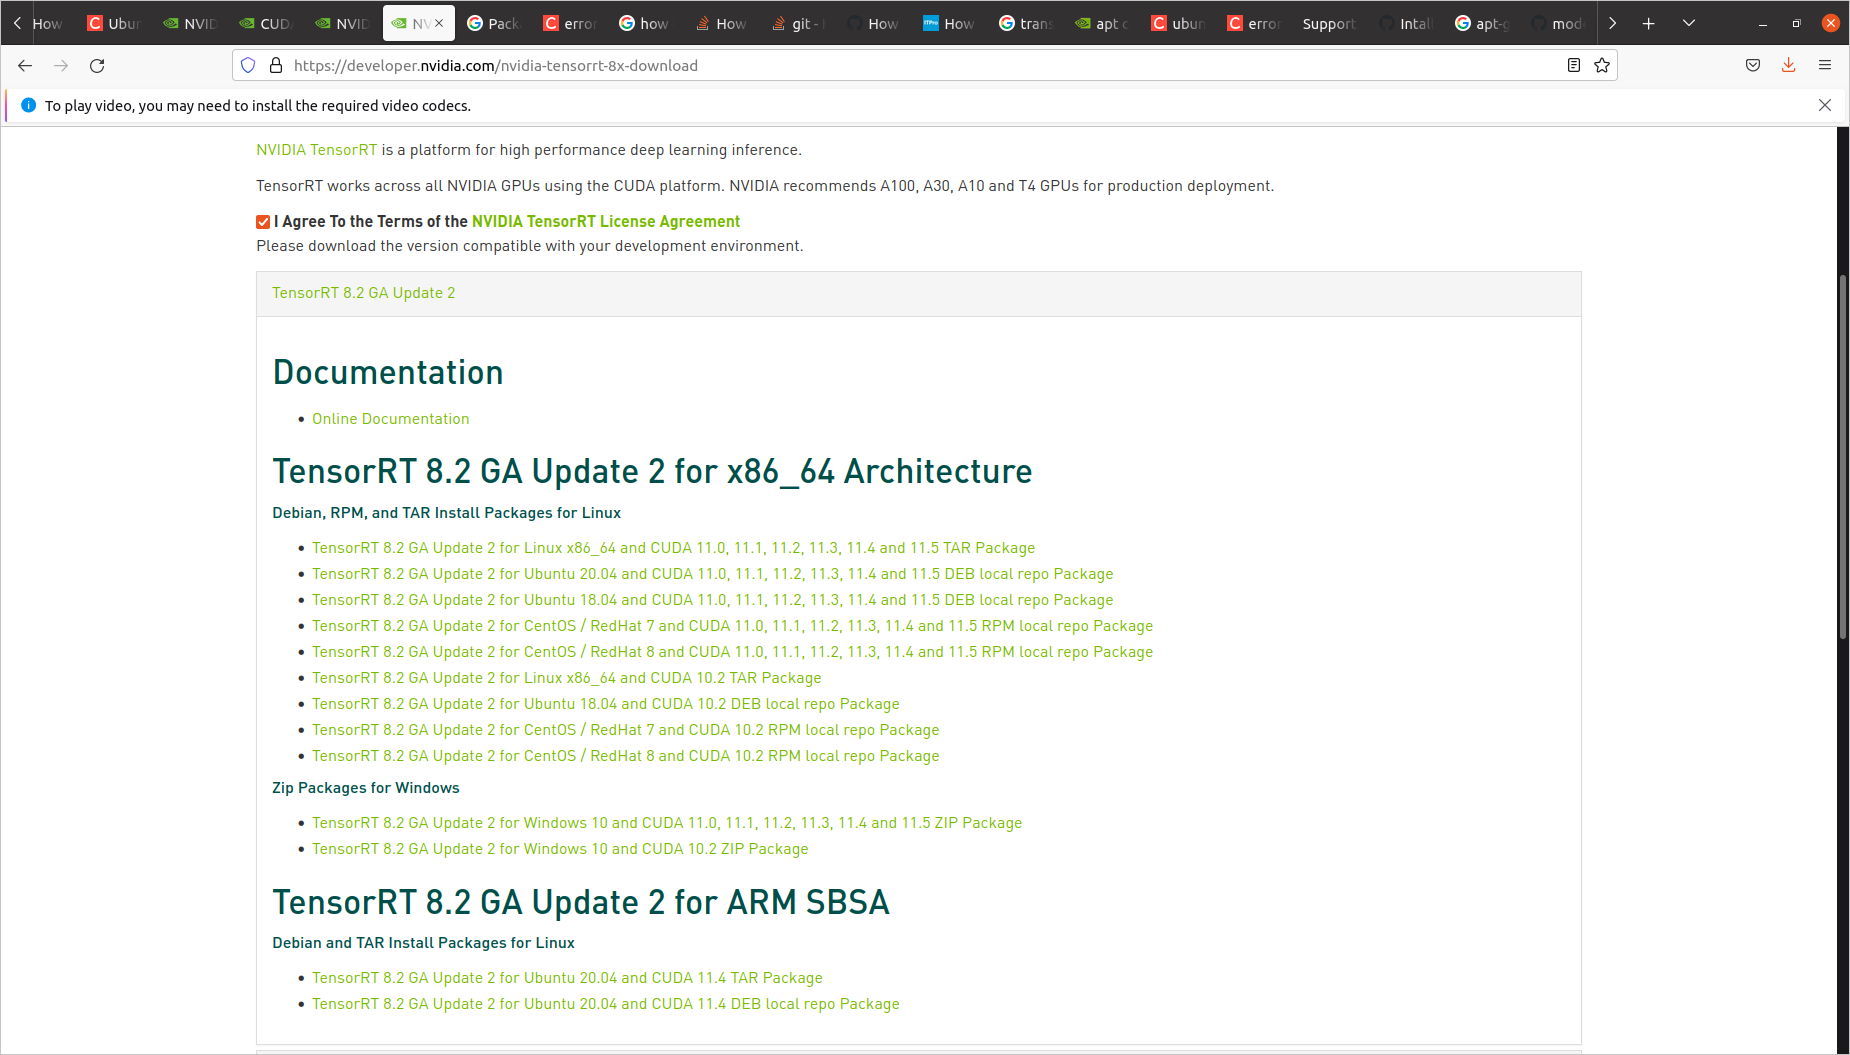 How Ubun NVID CUD NVID NV Pack error how How git - How How trans apt c ubun error Support Intal apt-g mod
https://developer.nvidia.com/nvidia-tensorrt-8x-download
To play video, you may need to install the required video codecs.
NVIDIA TensorRT is a platform for high performance deep learning inference.
TensorRT works across all NVIDIA GPUs using the CUDA platform. NVIDIA recommends A100, A30, A10 and T4 GPUs for production deployment.
I Agree To the Terms of the NVIDIA TensorRT License Agreement
Please download the version compatible with your development environment.
TensorRT 8.2 GA Update 2
Documentation
• Online Documentation
TensorRT 8.2 GA Update 2 for x86_64 Architecture
Debian, RPM, and TAR Install Packages for Linux
• TensorRT 8.2 GA Update 2 for Linux x86_64 and CUDA 11.0, 11.1, 11.2, 11.3, 11.4 and 11.5 TAR Package
• TensorRT 8.2 GA Update 2 for Ubuntu 20.04 and CUDA 11.0, 11.1, 11.2, 11.3, 11.4 and 11.5 DEB local repo Package
• TensorRT 8.2 GA Update 2 for Ubuntu 18.04 and CUDA 11.0, 11.1, 11.2, 11.3, 11.4 and 11.5 DEB local repo Package
• TensorRT 8.2 GA Update 2 for CentOS / RedHat 7 and CUDA 11.0, 11.1, 11.2, 11.3, 11.4 and 11.5 RPM local repo Package
• TensorRT 8.2 GA Update 2 for CentOS / RedHat 8 and CUDA 11.0, 11.1, 11.2, 11.3, 11.4 and 11.5 RPM local repo Package
• TensorRT 8.2 GA Update 2 for Linux x86_64 and CUDA 10.2 TAR Package
• TensorRT 8.2 GA Update 2 for Ubuntu 18.04 and CUDA 10.2 DEB local repo Package
• TensorRT 8.2 GA Update 2 for CentOS / RedHat 7 and CUDA 10.2 RPM local repo Package
• TensorRT 8.2 GA Update 2 for CentOS / RedHat 8 and CUDA 10.2 RPM local repo Package
Zip Packages for Windows
• TensorRT 8.2 GA Update 2 for Windows 10 and CUDA 11.0, 11.1, 11.2, 11.3, 11.4 and 11.5 ZIP Package
• TensorRT 8.2 GA Update 2 for Windows 10 and CUDA 10.2 ZIP Package
TensorRT 8.2 GA Update 2 for ARM SBSA
Debian and TAR Install Packages for Linux
• TensorRT 8.2 GA Update 2 for Ubuntu 20.04 and CUDA 11.4 TAR Package
• TensorRT 8.2 GA Update 2 for Ubuntu 20.04 and CUDA 11.4 DEB local repo Package